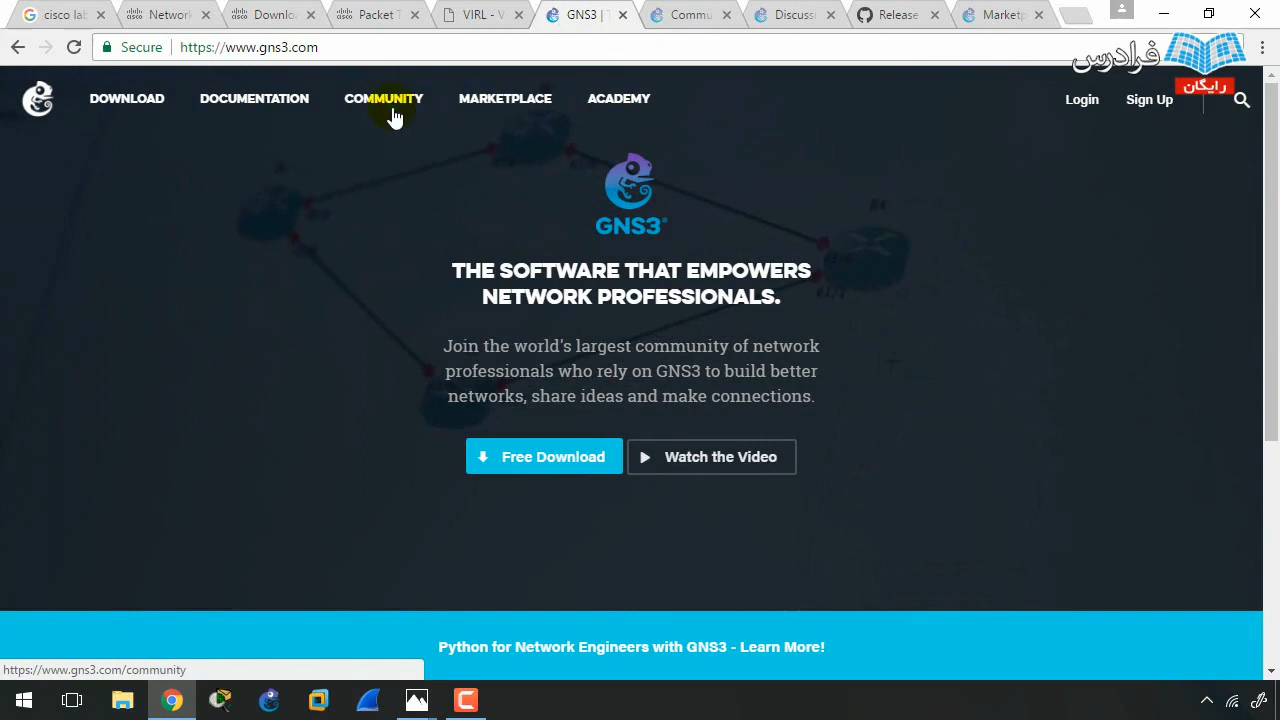 cisco lab
Network
Downlo
Packet T
VIRL - V
GNS3 | T
Commu
Discussi
Release
Marketp
Secure
https://www.gns3.com
فرادرس
رایگان
DOWNLOAD
DOCUMENTATION
COMMUNITY
MARKETPLACE
ACADEMY
Login
Sign Up
GNS3
THE SOFTWARE THAT EMPOWERS
NETWORK PROFESSIONALS.
Join the world's largest community of network
professionals who rely on GNS3 to build better
networks, share ideas and make connections.
Free Download
Watch the Video
Python for Network Engineers with GNS3 - Learn More!
https://www.gns3.com/community